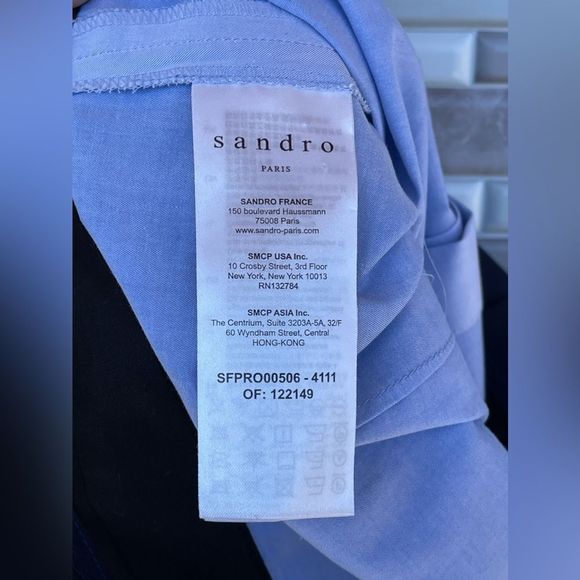 sandro
PARIS
SANDRO FRANCE
150 boulevard Haussmann
75008 Paris
www.sandro-paris.com
SMCP USA Inc.
10 Crosby Street, 3rd Floor
New York, New York 10013
RN132784
SMCP ASIA Inc.
The Centrium, Suite 3203A-5A, 32/F
60 Wyndham Street, Central
HONG-KONG
SFPRO00506 - 4111
OF: 122149